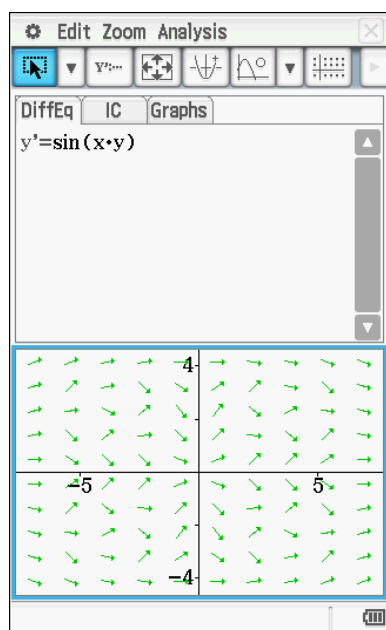 Edit Zoom Analysis
Y':…
DiffEq IC Graphs
y'=sin(x·y)
4
-5 5
-4